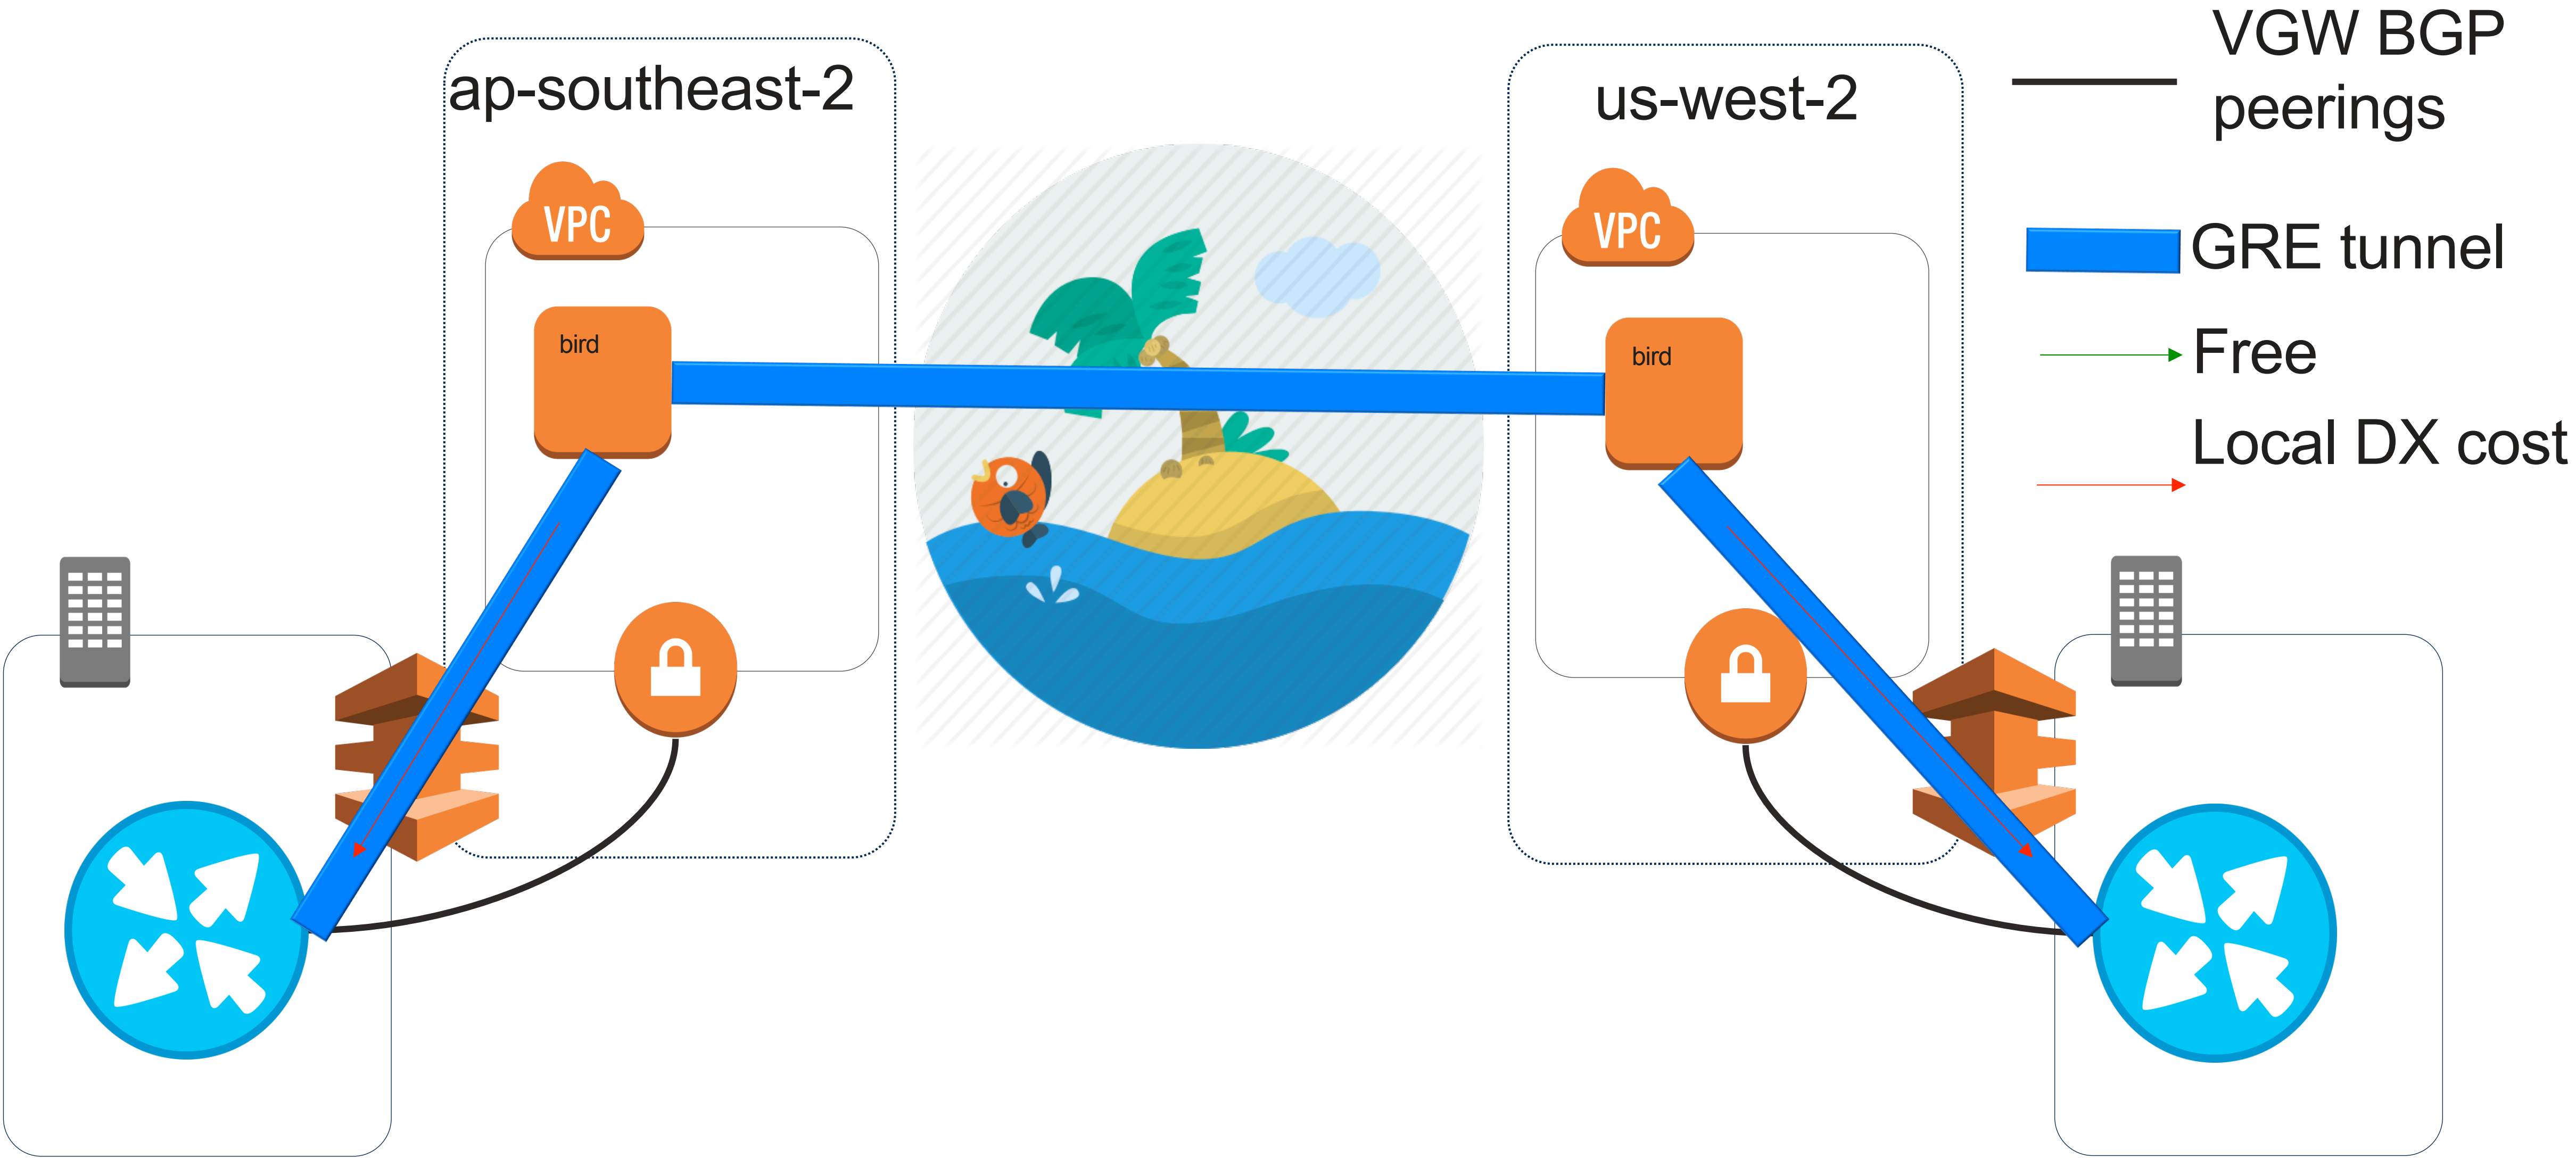 ap-southeast-2
VPC
bird
us-west-2
VPC
bird
VGW BGP
peerings
GRE tunnel
Free
Local DX cost